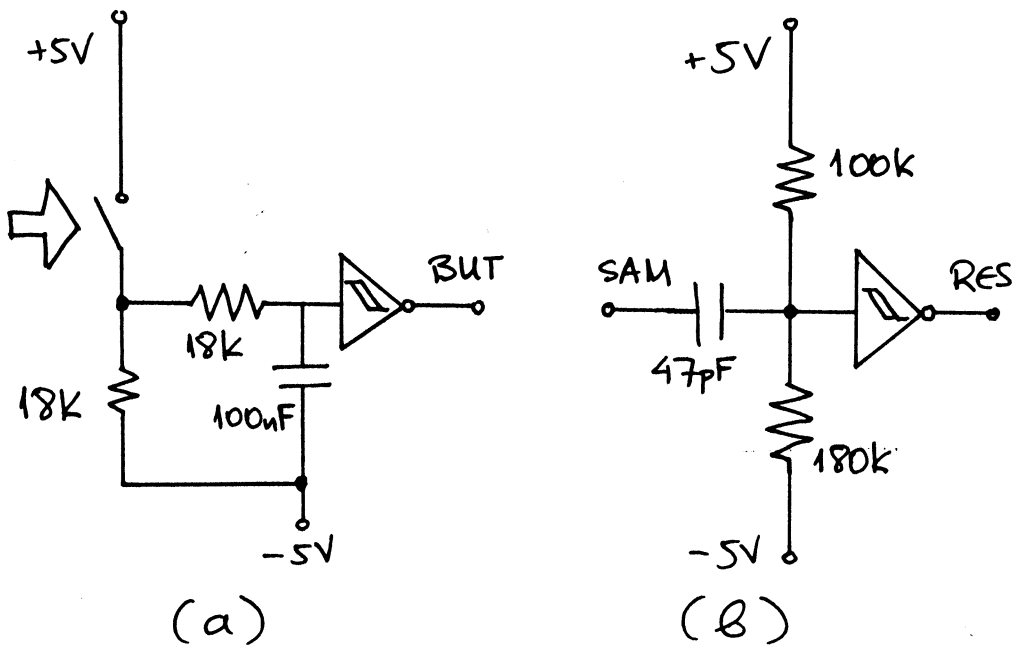 +5V
18k
18k
100nF
BUT
-5V
(a)
+5V
100k
SAM
47pF
RES
180k
-5V
(b)